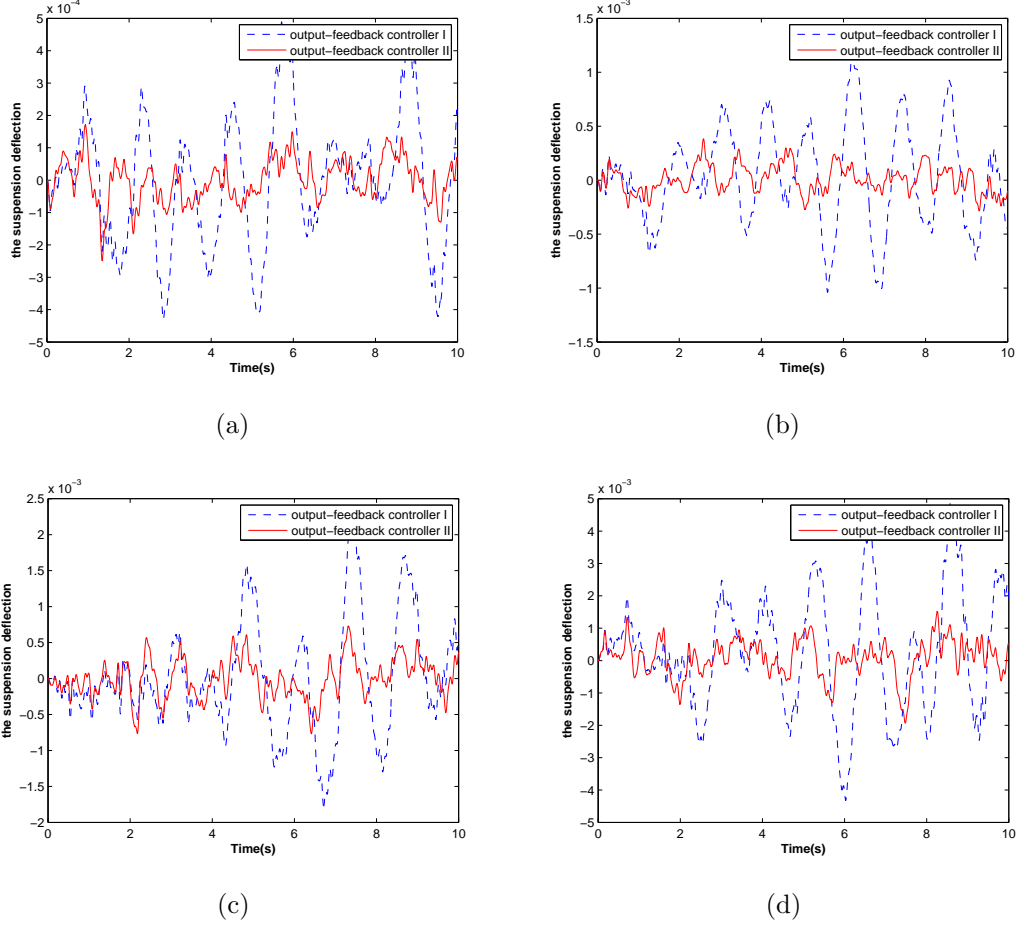 x 10⁻⁴
5
4
3
2
1
0
−1
−2
−3
−4
−5
0 2 4 6 8 10
the suspension deflection
Time(s)
output−feedback controller I
output−feedback controller II
(a)
x 10⁻³
1.5
1
0.5
0
−0.5
−1
−1.5
0 2 4 6 8 10
the suspension deflection
Time(s)
output−feedback controller I
output−feedback controller II
(b)
x 10⁻³
2.5
2
1.5
1
0.5
0
−0.5
−1
−1.5
−2
0 2 4 6 8 10
the suspension deflection
Time(s)
output−feedback controller I
output−feedback controller II
(c)
x 10⁻³
5
4
3
2
1
0
−1
−2
−3
−4
−5
0 2 4 6 8 10
the suspension deflection
Time(s)
output−feedback controller I
output−feedback controller II
(d)